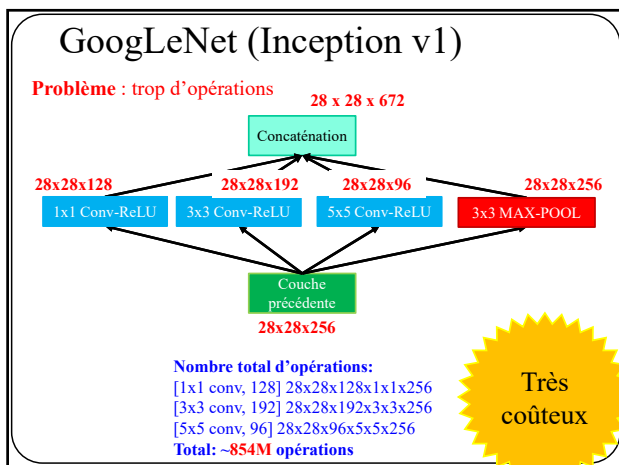 GoogLeNet (Inception v1)
Problème : trop d'opérations
28 x 28 x 672
Concaténation
28x28x128
28x28x192
28x28x96
28x28x256
1x1 Conv-ReLU
3x3 Conv-ReLU
5x5 Conv-ReLU
3x3 MAX-POOL
Couche
précédente
28x28x256
Nombre total d'opérations:
[1x1 conv, 128] 28x28x128x1x1x256
[3x3 conv, 192] 28x28x192x3x3x256
[5x5 conv, 96] 28x28x96x5x5x256
Total: ~854M opérations
Très
coûteux